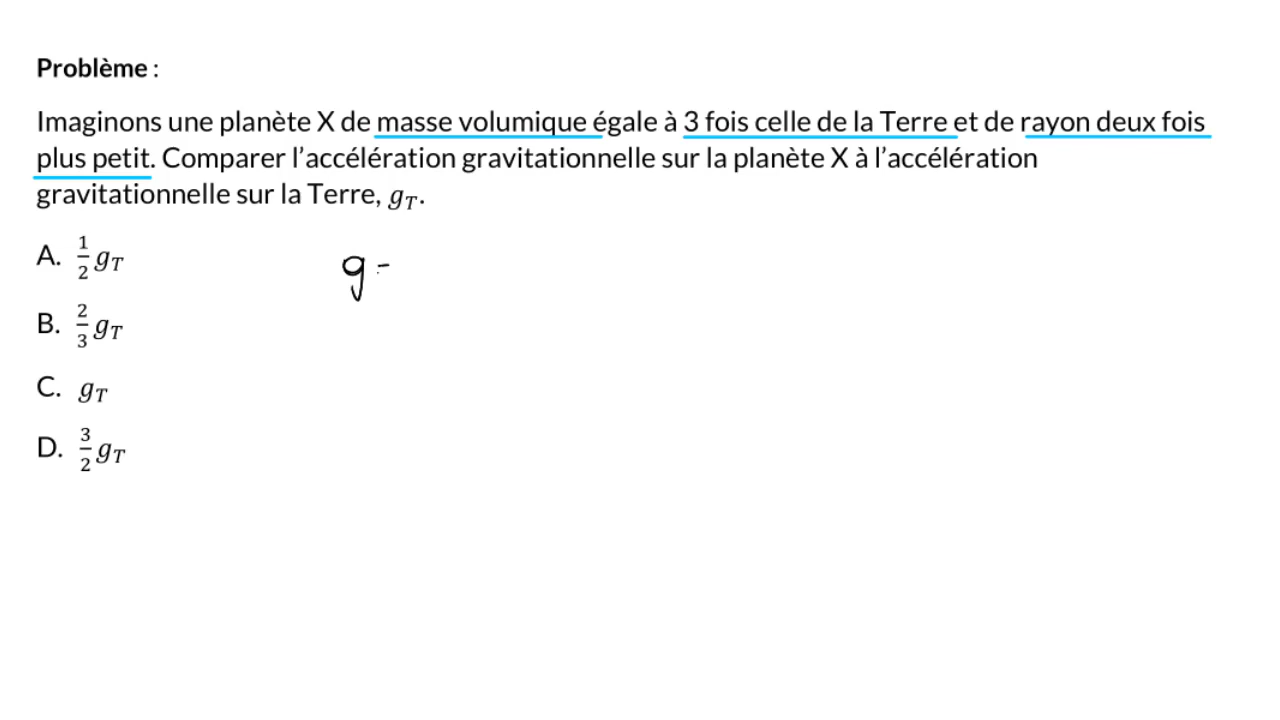 Problème :
Imaginons une planète X de masse volumique égale à 3 fois celle de la Terre et de rayon deux fois
plus petit. Comparer l’accélération gravitationnelle sur la planète X à l’accélération
gravitationnelle sur la Terre, g_T.
A. 1/2 g_T
g =
B. 2/3 g_T
C. g_T
D. 3/2 g_T